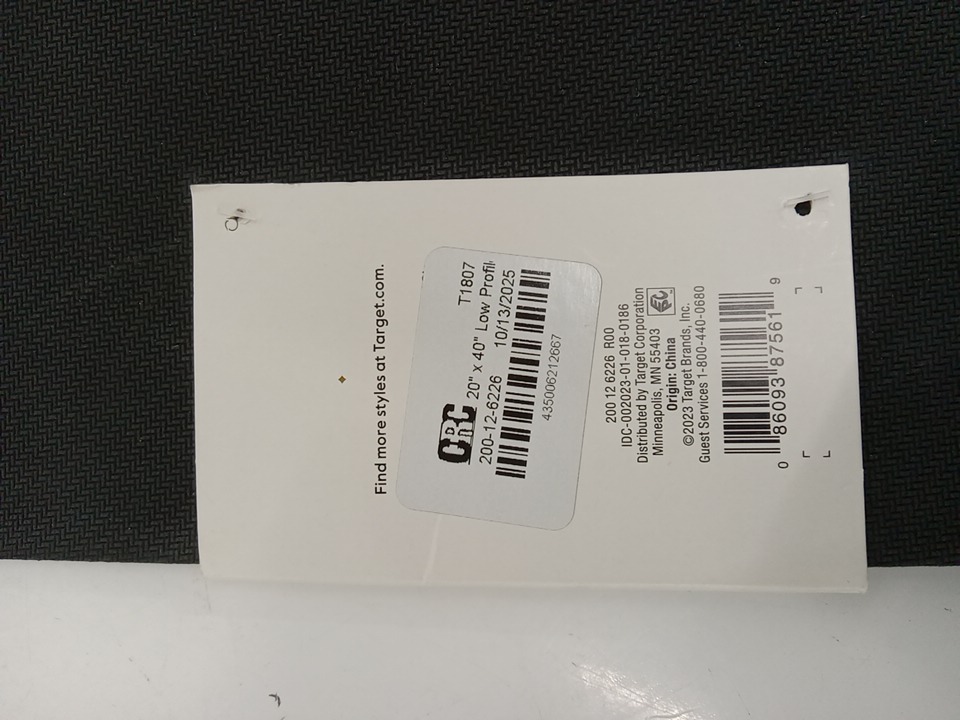 Find more styles at Target.com.
CRC 20" x 40" Low Profil
T1807
200-12-6226 10/13/2025
435006212667
200 12 6226 R00
IDC-002023-01-018-0186
Distributed by Target Corporation
Minneapolis, MN 55403
Origin: China
©2023 Target Brands, Inc.
Guest Services 1-800-440-0680
0 86093 87561 9